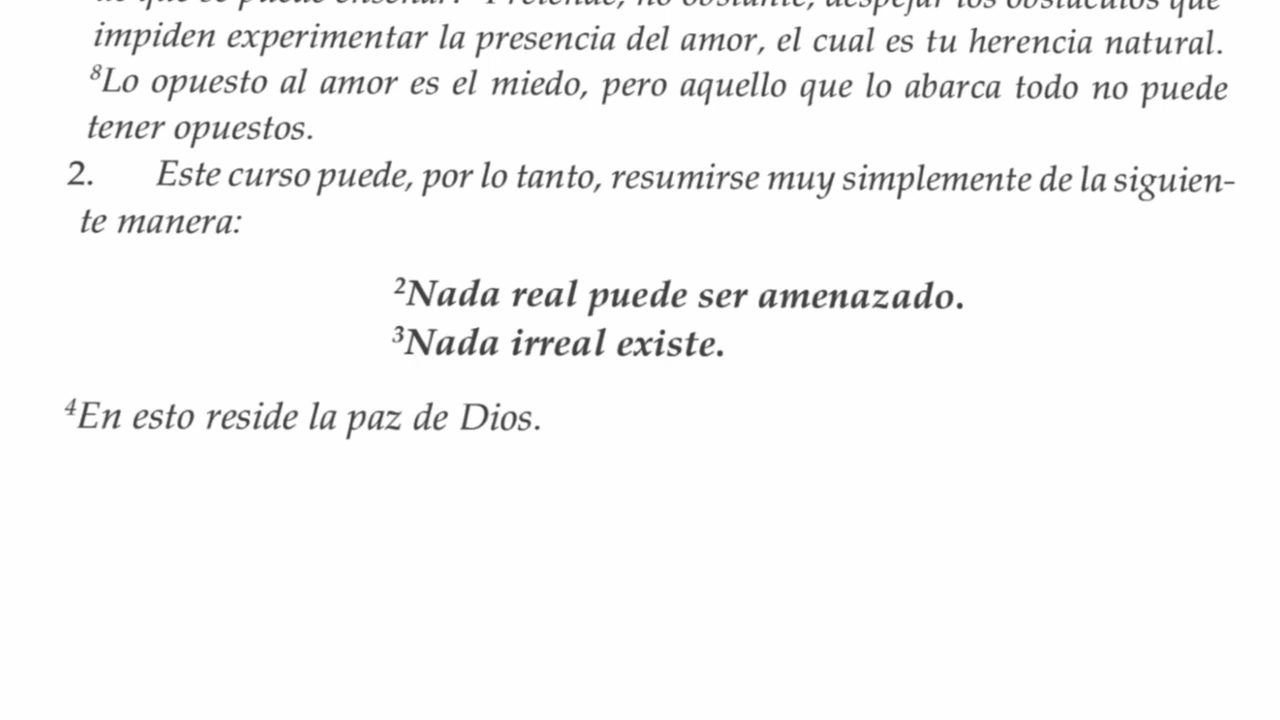 impiden experimentar la presencia del amor, el cual es tu herencia natural.
⁸Lo opuesto al amor es el miedo, pero aquello que lo abarca todo no puede
tener opuestos.
2. Este curso puede, por lo tanto, resumirse muy simplemente de la siguien-
te manera:
²Nada real puede ser amenazado.
³Nada irreal existe.
⁴En esto reside la paz de Dios.